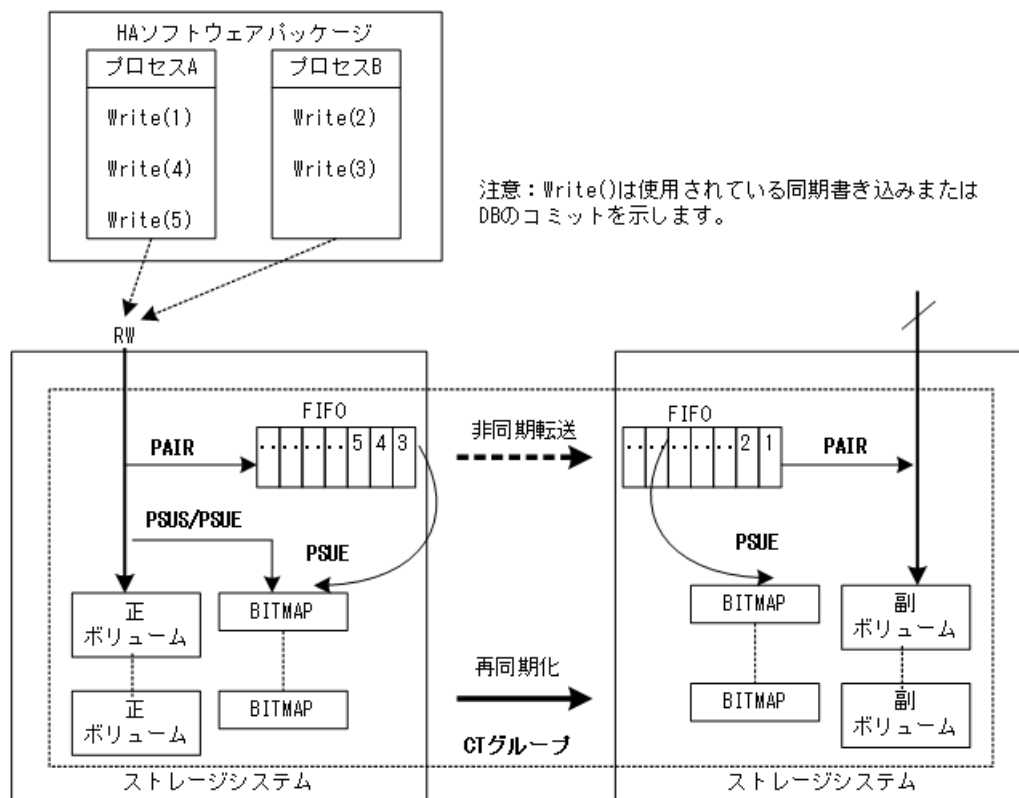 HAソフトウェアパッケージ
プロセスA
プロセスB
Write(1)
Write(2)
Write(4)
Write(3)
Write(5)
注意：Write()は使用されている同期書き込みまたは
DBのコミットを示します。
RW
FIFO
.......543
PAIR
PSUS/PSUE
PSUE
非同期転送
FIFO
.........21
PAIR
PSUE
正
ボリューム
BITMAP
正
ボリューム
BITMAP
再同期化
CTグループ
BITMAP
副
ボリューム
BITMAP
副
ボリューム
ストレージシステム
ストレージシステム